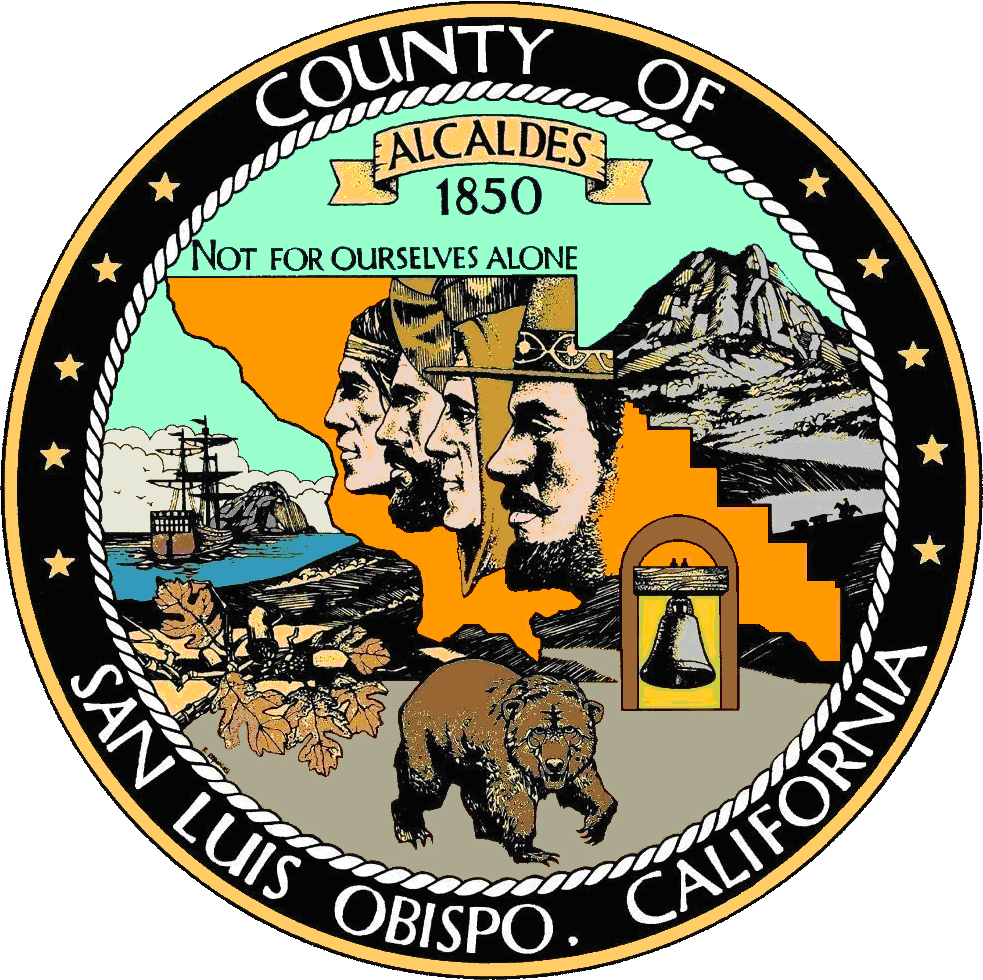 COUNTY OF
ALCALDES
1850
NOT FOR OURSELVES ALONE
SAN LUIS OBISPO, CALIFORNIA